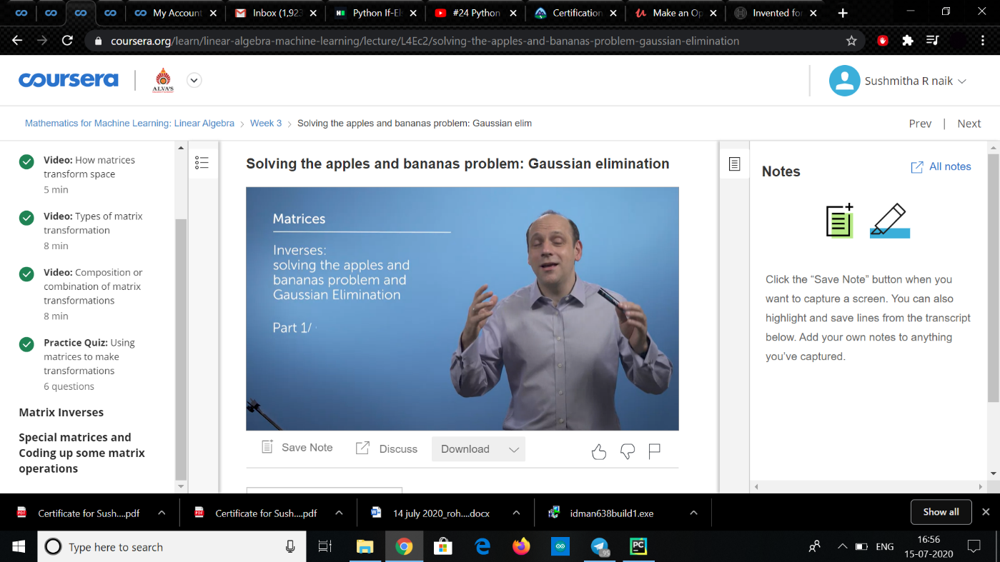 My Account
Inbox (1,923
Python If-El
#24 Python
Certification
Make an Op
Invented for
coursera.org/learn/linear-algebra-machine-learning/lecture/L4Ec2/solving-the-apples-and-bananas-problem-gaussian-elimination
coursera
ALVA'S
Sushmitha R naik
Mathematics for Machine Learning: Linear Algebra > Week 3 > Solving the apples and bananas problem: Gaussian elim
Prev | Next
Video: How matrices
transform space
5 min
Video: Types of matrix
transformation
8 min
Video: Composition or
combination of matrix
transformations
8 min
Practice Quiz: Using
matrices to make
transformations
6 questions
Matrix Inverses
Special matrices and
Coding up some matrix
operations
Solving the apples and bananas problem: Gaussian elimination
Matrices
Inverses:
solving the apples and
bananas problem and
Gaussian Elimination
Part 1/
Save Note
Discuss
Download
Notes
All notes
Click the “Save Note” button when you
want to capture a screen. You can also
highlight and save lines from the transcript
below. Add your own notes to anything
you’ve captured.
Certificate for Sush....pdf
Certificate for Sush....pdf
14 july 2020_roh....docx
idman638build1.exe
Show all
Type here to search
.95
PC
ENG
16:56
15-07-2020